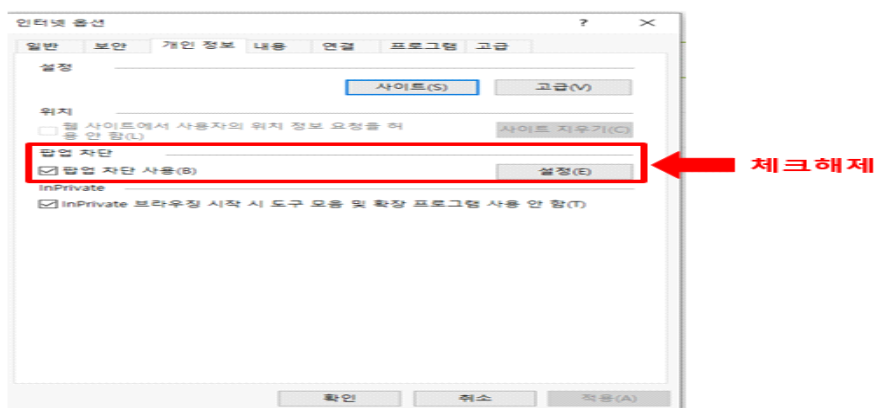 인터넷 옵션 ? ×
일반 보안 개인 정보 내용 연결 프로그램 고급
설정
사이트(S) 고급(V)
위치
웹 사이트에서 사용자의 위치 정보 요청을 허
용 안 함(L)
사이트 지우기(C)
팝업 차단
팝업 차단 사용(B) 설정(E)
체크해제
InPrivate
InPrivate 브라우징 시작 시 도구 모음 및 확장 프로그램 사용 안 함(T)
확인 취소 적용(A)